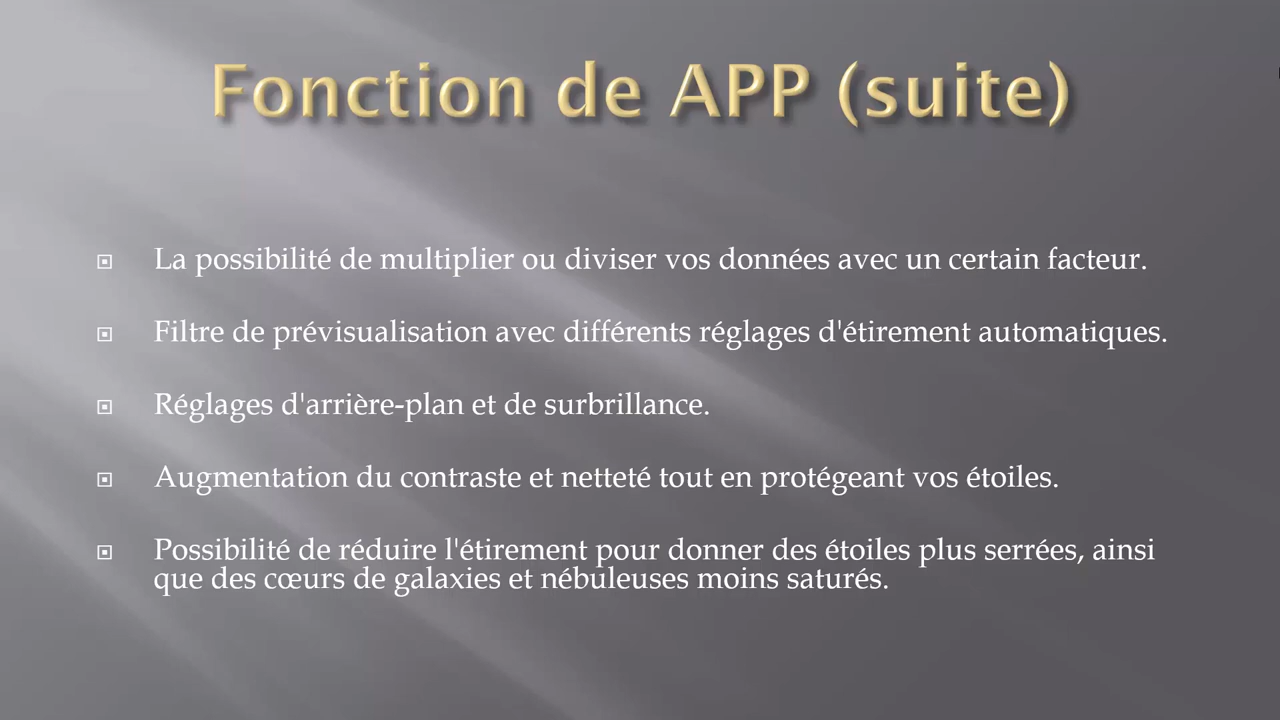 Fonction de APP (suite)
La possibilité de multiplier ou diviser vos données avec un certain facteur.
Filtre de prévisualisation avec différents réglages d'étirement automatiques.
Réglages d'arrière-plan et de surbrillance.
Augmentation du contraste et netteté tout en protégeant vos étoiles.
Possibilité de réduire l'étirement pour donner des étoiles plus serrées, ainsi
que des cœurs de galaxies et nébuleuses moins saturés.